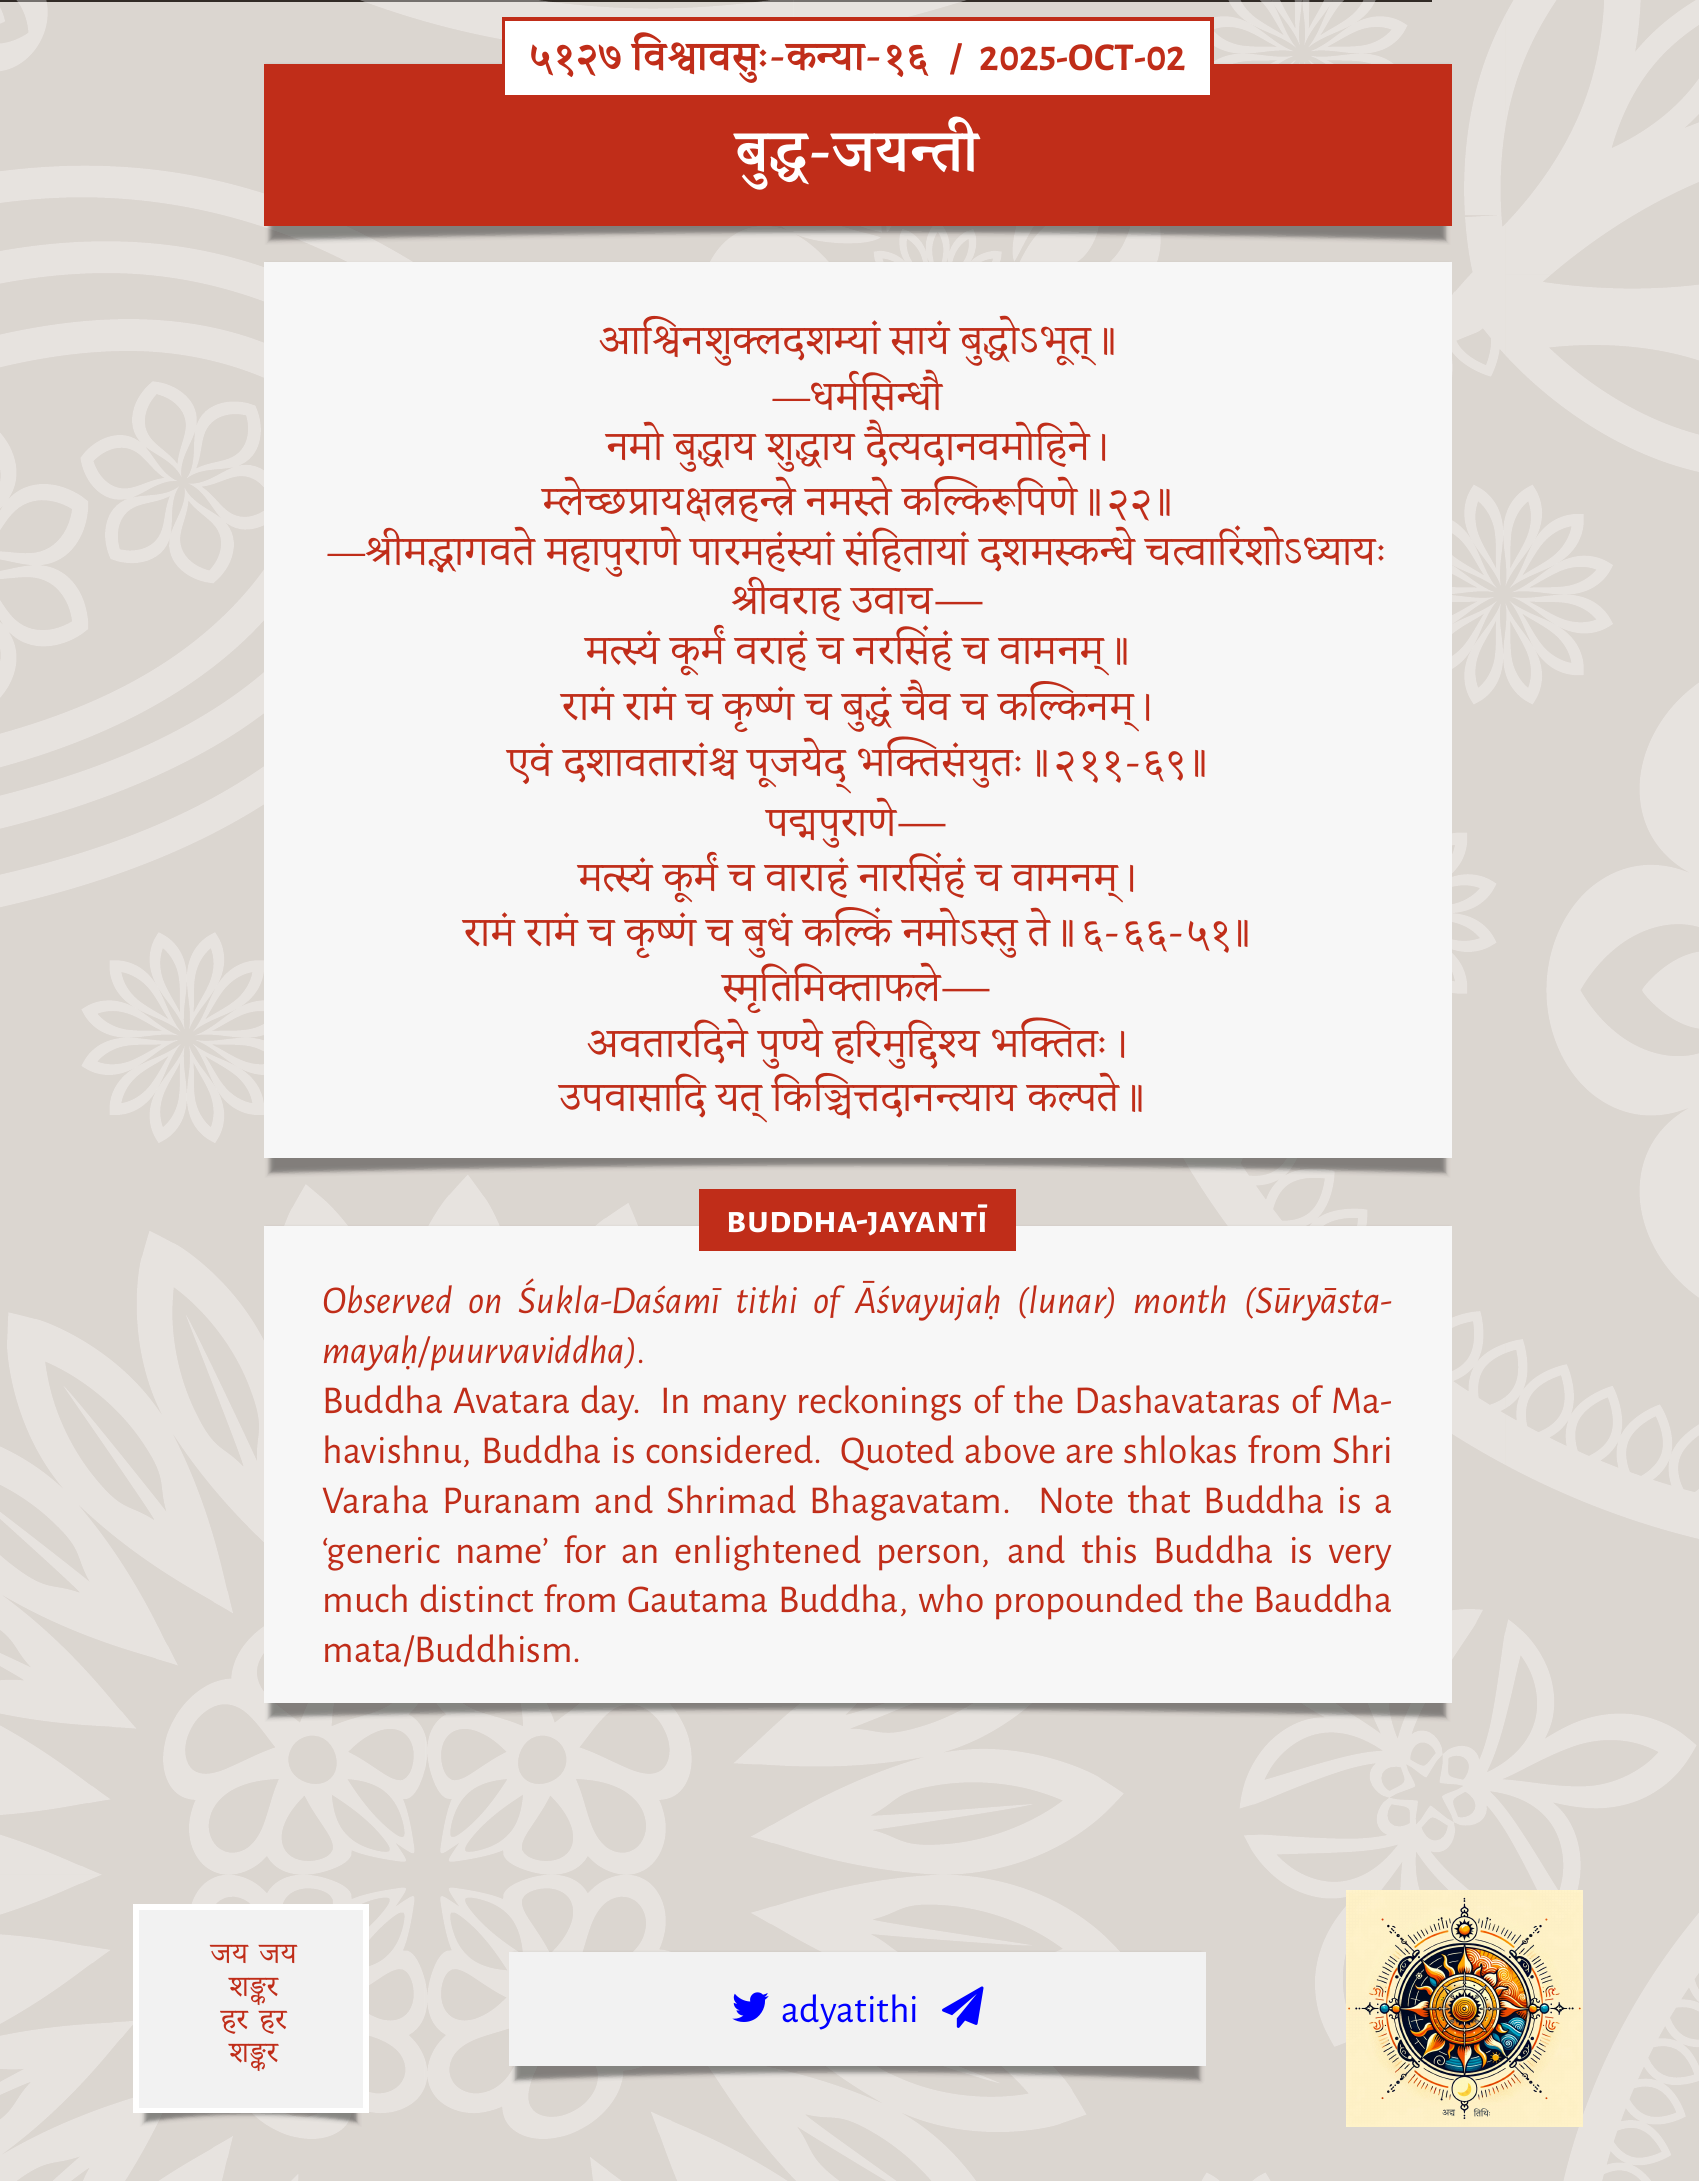 ५१२७ विश्वावसुः-कन्या-१६ / 2025-OCT-02
बुद्ध-जयन्ती
आश्विनशुक्लदशम्यां सायं बुद्धोऽभूत्॥
—धर्मसिन्धौ
नमो बुद्धाय शुद्धाय दैत्यदानवमोहिने।
म्लेच्छप्रायक्षत्रहन्त्रे नमस्ते कल्किरूपिणे॥२२॥
—श्रीमद्भागवते महापुराणे पारमहंस्यां संहितायां दशमस्कन्धे चत्वारिंशोऽध्यायः
श्रीवराह उवाच—
मत्स्यं कूर्मं वराहं च नरसिंहं च वामनम्॥
रामं रामं च कृष्णं च बुद्धं चैव च कल्किनम्।
एवं दशावतारांश्च पूजयेद् भक्तिसंयुतः॥२११-६९॥
पद्मपुराणे—
मत्स्यं कूर्मं च वाराहं नारसिंहं च वामनम्।
रामं रामं च कृष्णं च बुधं कल्किं नमोऽस्तु ते॥६-६६-५१॥
स्मृतिमिक्ताफले—
अवतारदिने पुण्ये हरिमुद्दिश्य भक्तितः।
उपवासादि यत् किञ्चित्तदानन्त्याय कल्पते॥
BUDDHA-JAYANTĪ
Observed on Śukla-Daśamī tithi of Āśvayujaḥ (lunar) month (Sūryāsta-
mayaḥ/puurvaviddha).
Buddha Avatara day. In many reckonings of the Dashavataras of Ma-
havishnu, Buddha is considered. Quoted above are shlokas from Shri
Varaha Puranam and Shrimad Bhagavatam. Note that Buddha is a
‘generic name’ for an enlightened person, and this Buddha is very
much distinct from Gautama Buddha, who propounded the Bauddha
mata/Buddhism.
जय जय
शङ्कर
हर हर
शङ्कर
adyatithi
अद्य तिथिः